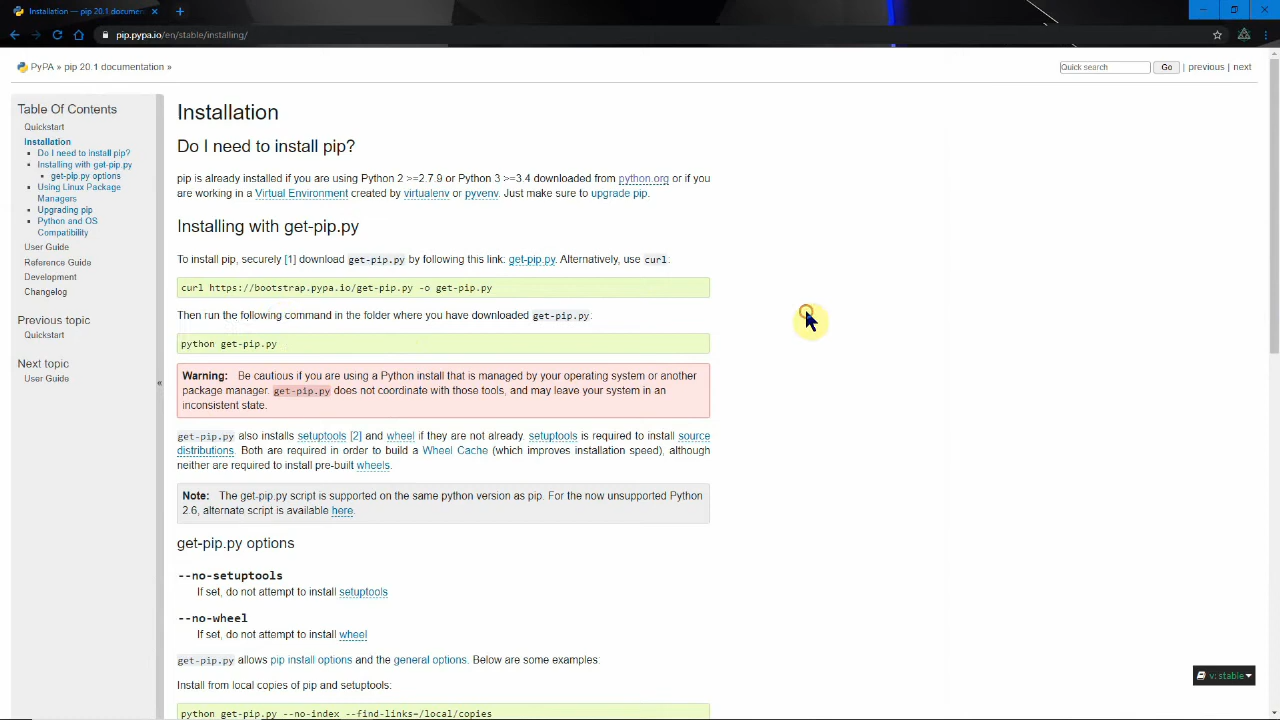 Installation — pip 20.1 documen
pip.pypa.io/en/stable/installing/
PyPA » pip 20.1 documentation »
Quick search Go | previous | next
Table Of Contents
Quickstart
Installation
Do I need to install pip?
Installing with get-pip.py
get-pip.py options
Using Linux Package
Managers
Upgrading pip
Python and OS
Compatibility
User Guide
Reference Guide
Development
Changelog
Previous topic
Quickstart
Next topic
User Guide
«
Installation
Do I need to install pip?
pip is already installed if you are using Python 2 >=2.7.9 or Python 3 >=3.4 downloaded from python.org or if you
are working in a Virtual Environment created by virtualenv or pyvenv. Just make sure to upgrade pip.
Installing with get-pip.py
To install pip, securely [1] download get-pip.py by following this link: get-pip.py. Alternatively, use curl:
curl https://bootstrap.pypa.io/get-pip.py -o get-pip.py
Then run the following command in the folder where you have downloaded get-pip.py:
python get-pip.py
Warning: Be cautious if you are using a Python install that is managed by your operating system or another
package manager. get-pip.py does not coordinate with those tools, and may leave your system in an
inconsistent state.
get-pip.py also installs setuptools [2] and wheel if they are not already. setuptools is required to install source
distributions. Both are required in order to build a Wheel Cache (which improves installation speed), although
neither are required to install pre-built wheels.
Note: The get-pip.py script is supported on the same python version as pip. For the now unsupported Python
2.6, alternate script is available here.
get-pip.py options
--no-setuptools
If set, do not attempt to install setuptools
--no-wheel
If set, do not attempt to install wheel
get-pip.py allows pip install options and the general options. Below are some examples:
Install from local copies of pip and setuptools:
python get-pip.py --no-index --find-links=/local/copies
v: stable